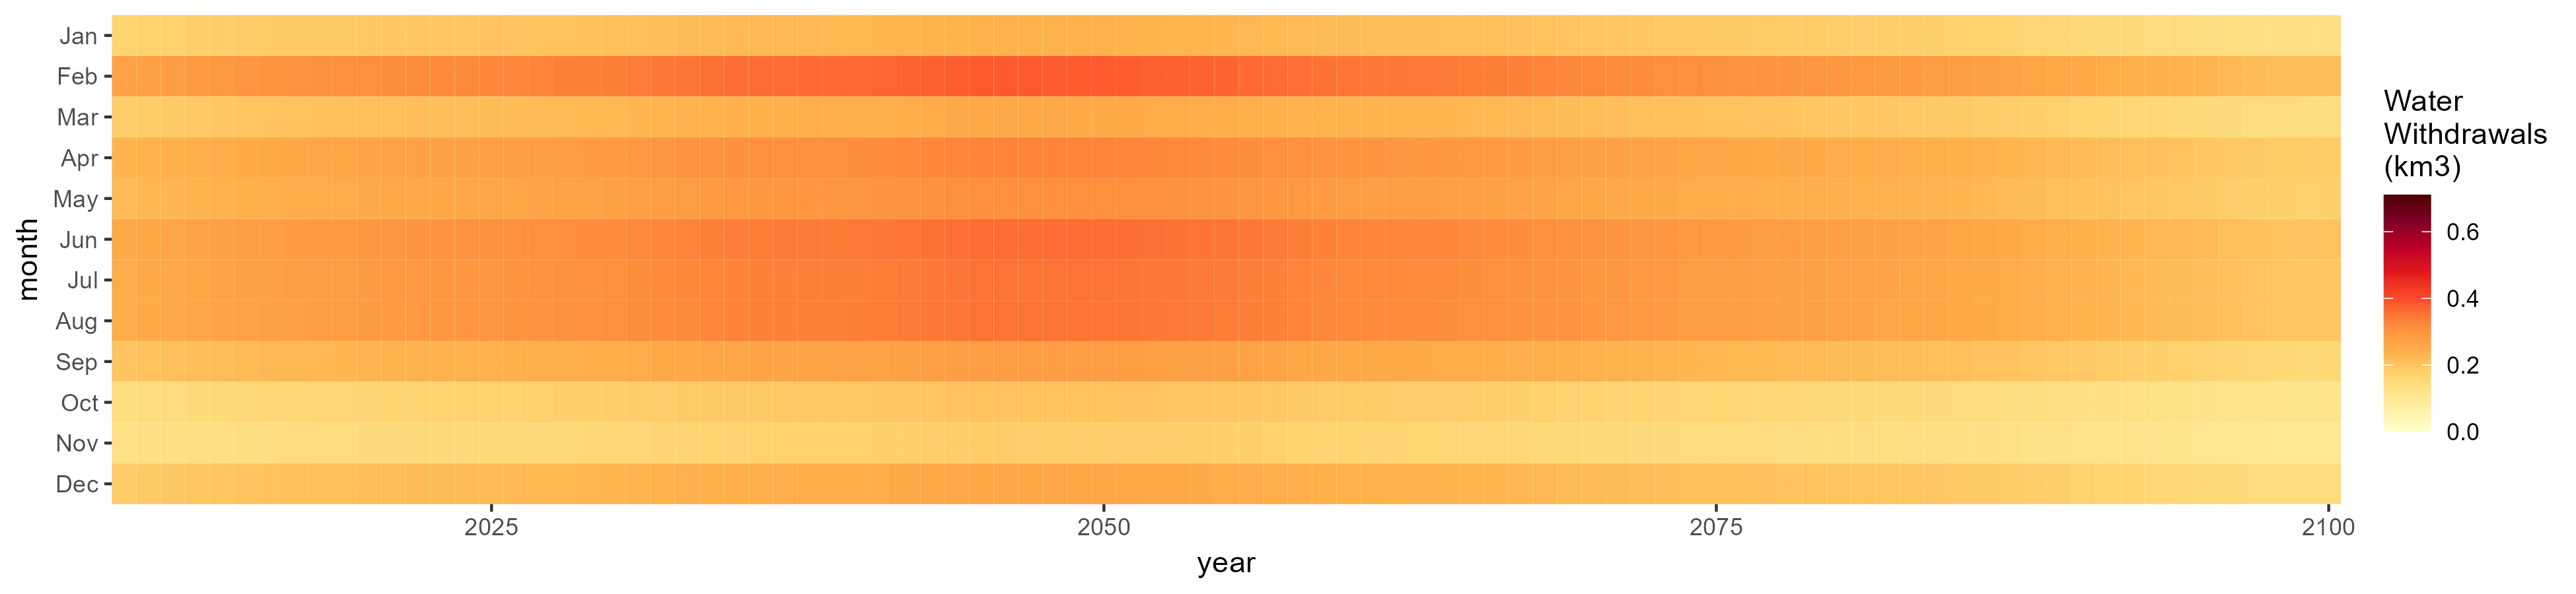 Jan
Feb
Mar
Apr
May
Jun
Jul
Aug
Sep
Oct
Nov
Dec
month
2025
2050
2075
2100
year
Water
Withdrawals
(km3)
0.6
0.4
0.2
0.0